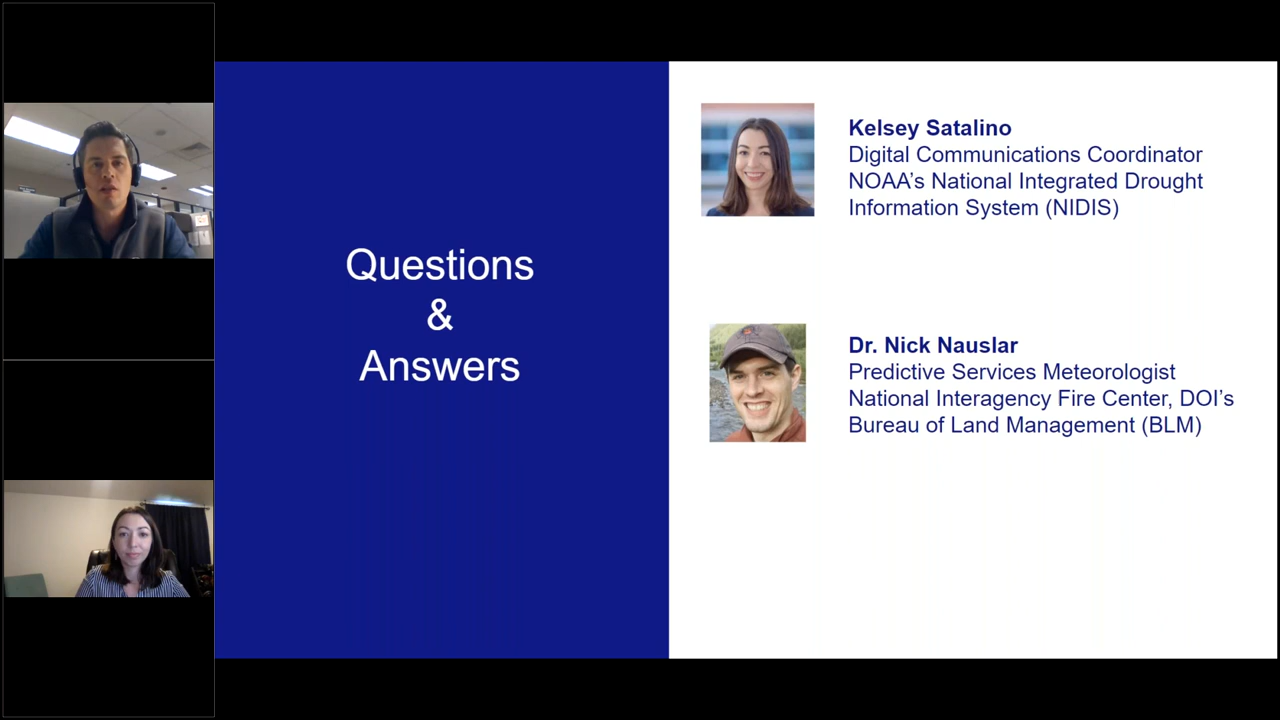 Questions
&
Answers
Kelsey Satalino
Digital Communications Coordinator
NOAA’s National Integrated Drought
Information System (NIDIS)
Dr. Nick Nauslar
Predictive Services Meteorologist
National Interagency Fire Center, DOI’s
Bureau of Land Management (BLM)